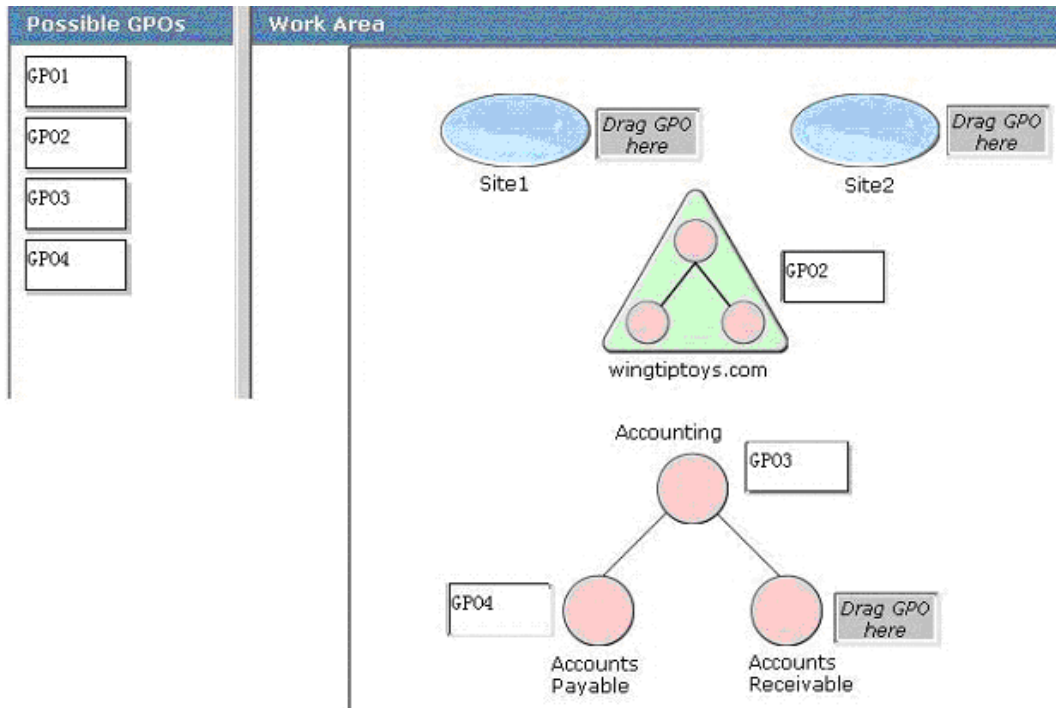 Possible GPOs
Work Area
GPO1
GPO2
GPO3
GPO4
Drag GPO
here
Site1
Drag GPO
here
Site2
GPO2
wingtiptoys.com
Accounting
GPO3
GPO4
Accounts
Payable
Drag GPO
here
Accounts
Receivable